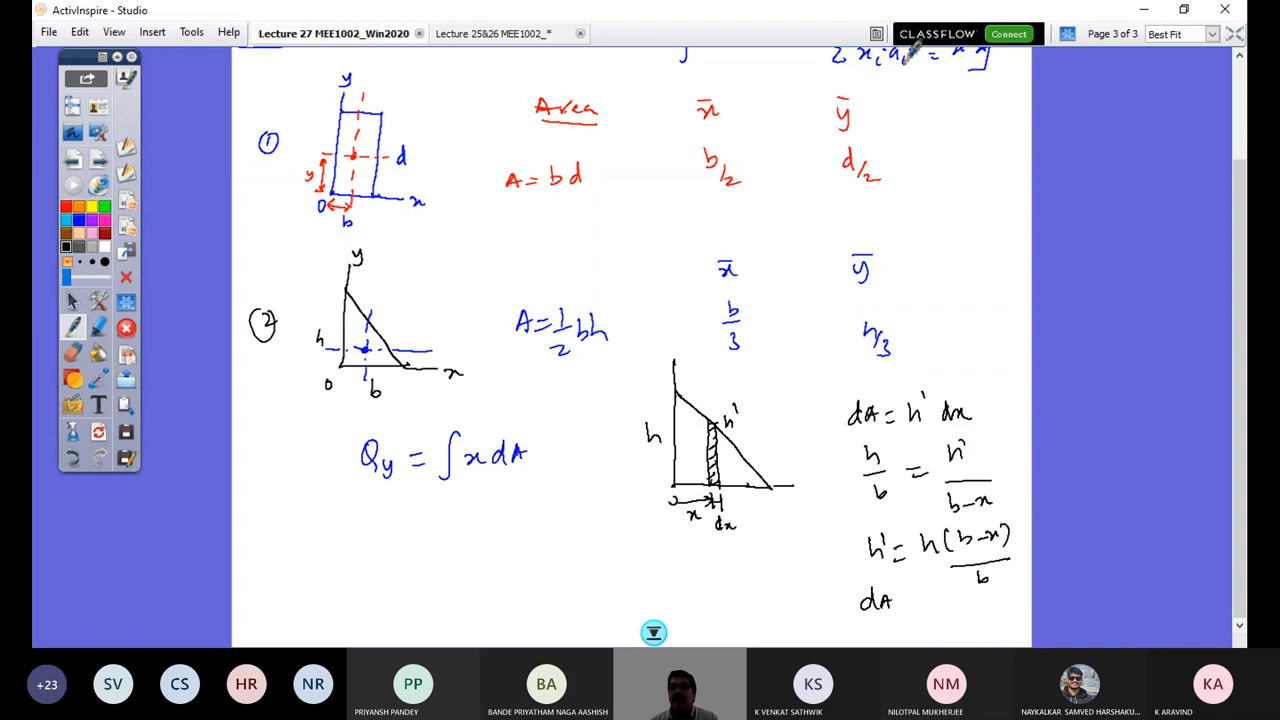 ActivInspire - Studio
File Edit View Insert Tools Help
Lecture 27 MEE1002_Win2020
Lecture 25&26 MEE1002_*
CLASSFLOW Connect
Page 3 of 3
Best Fit
y
Area x̄ ȳ
①
d
y
A = bd b/2 d/2
0 x
b
y
x̄ ȳ
②
h
A = 1/2 bh b/3 h/3
0 x
b
h h'
dA = h' dx
Qy = ∫ x dA
h/b = h'/(b-x)
x dx
h' = h(b-x)/b
dA
+23 SV CS HR NR PP BA KS NM KA
PRIYANSH PANDEY
BANDE PRIYATHAM NAGA AASHISH
K VENKAT SATHWIK
NILOTPAL MUKHERJEE
NAYKALKAR SAMVED HARSHAKU...
K ARAVIND